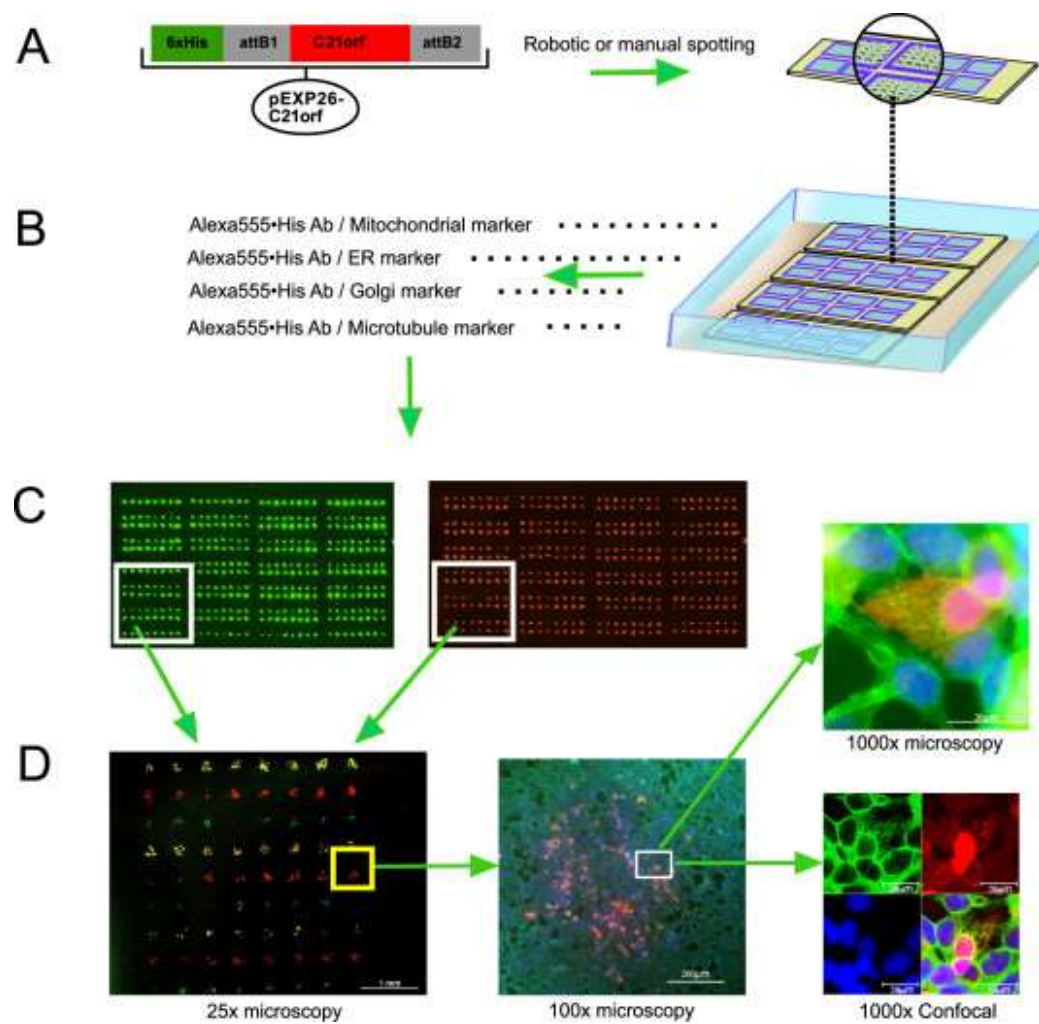 A
6xHis attB1 C21orf attB2
pEXP26-
C21orf
Robotic or manual spotting
B
Alexa555•His Ab / Mitochondrial marker
Alexa555•His Ab / ER marker
Alexa555•His Ab / Golgi marker
Alexa555•His Ab / Microtubule marker
C
1000x microscopy
D
1 mm
25x microscopy
100x microscopy
1000x Confocal